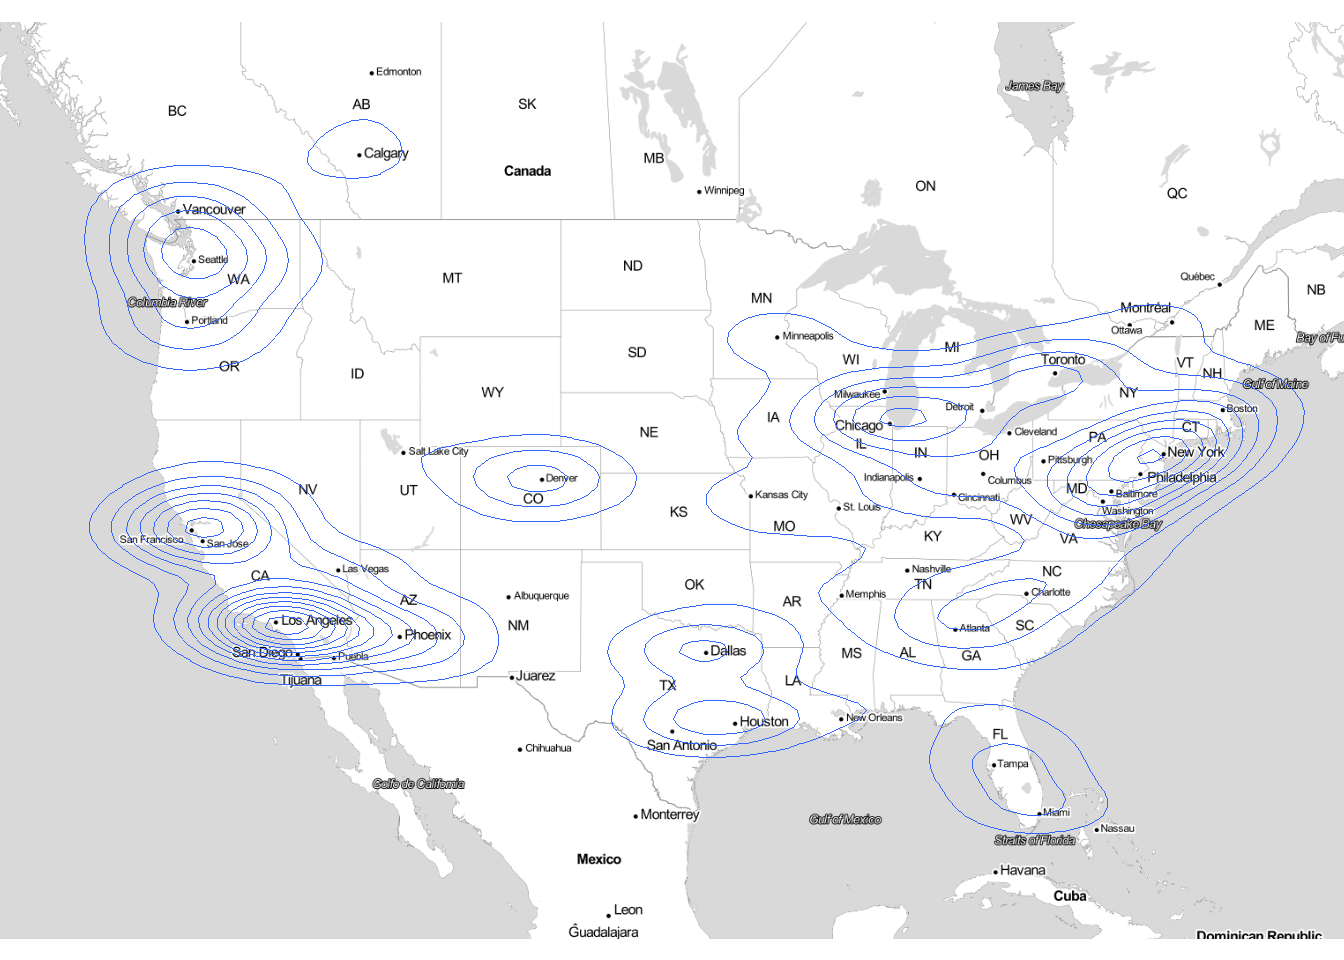 Edmonton
James Bay
AB
SK
BC
Calgary
MB
Canada
Winnipeg
ON
QC
Vancouver
Seattle
WA
MT
ND
Québec
NB
Columbia River
MN
Montréal
Portland
Ottawa
ME
Minneapolis
Bay of Fu
OR
ID
SD
WI
MI
Toronto
VT
NH
Gulf of Maine
WY
Milwaukee
NY
Detroit
Boston
IA
Chicago
CT
NE
IL
Cleveland
PA
Salt Lake City
IN
OH
Pittsburgh
New York
Denver
Indianapolis
Columbus
Philadelphia
NV
UT
CO
Kansas City
Cincinnati
MD
Baltimore
KS
St. Louis
Washington
MO
WV
Chesapeake Bay
San Francisco
San Jose
KY
VA
CA
Las Vegas
Nashville
NC
OK
TN
AZ
Albuquerque
AR
Memphis
Charlotte
Los Angeles
NM
Atlanta
SC
Phoenix
San Diego
Puebla
Dallas
MS
AL
GA
Tijuana
Juarez
TX
LA
Houston
New Orleans
San Antonio
FL
Chihuahua
Tampa
Golfo de California
Monterrey
Gulf of Mexico
Miami
Nassau
Straits of Florida
Mexico
Havana
Cuba
Leon
Guadalajara
Dominican Republic